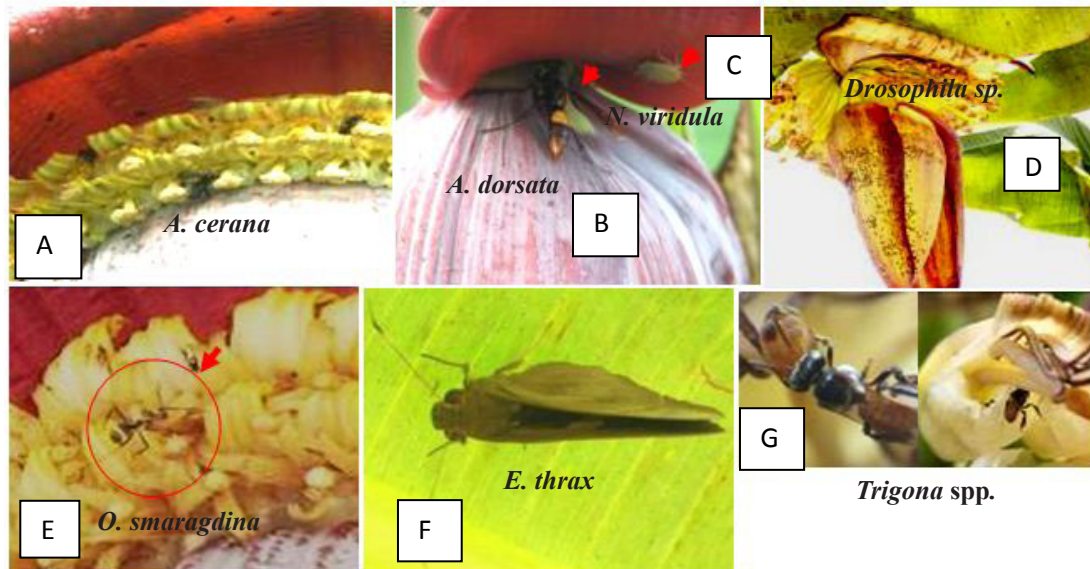 A
A. cerana
C
N. viridula
A. dorsata
B
Drosophila sp.
D
E
O. smaragdina
E. thrax
F
G
Trigona spp.